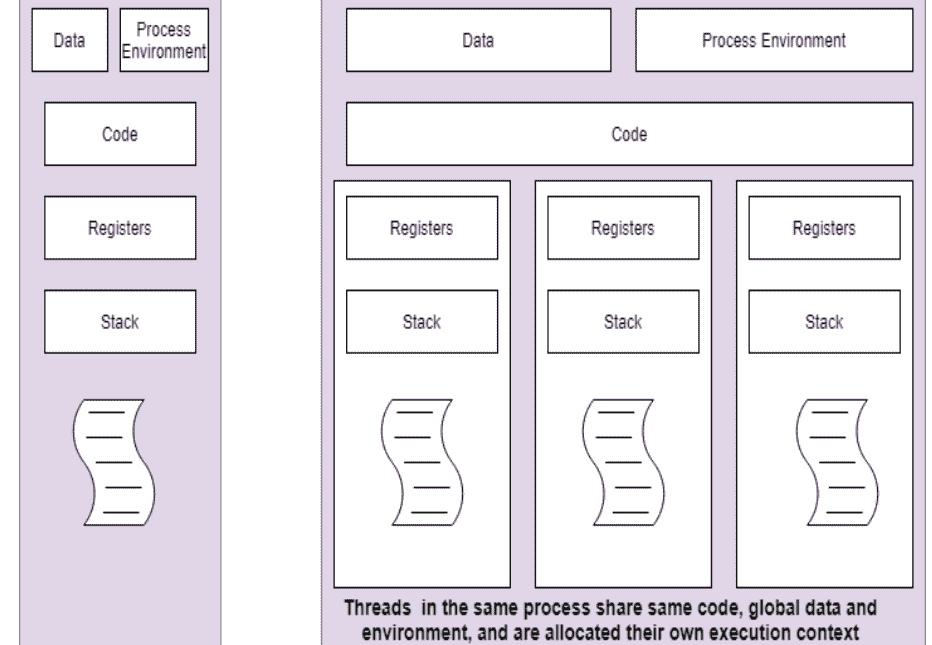 Data
Process
Environment
Code
Registers
Stack
Data
Process Environment
Code
Registers
Stack
Registers
Stack
Registers
Stack
Threads in the same process share same code, global data and
environment, and are allocated their own execution context